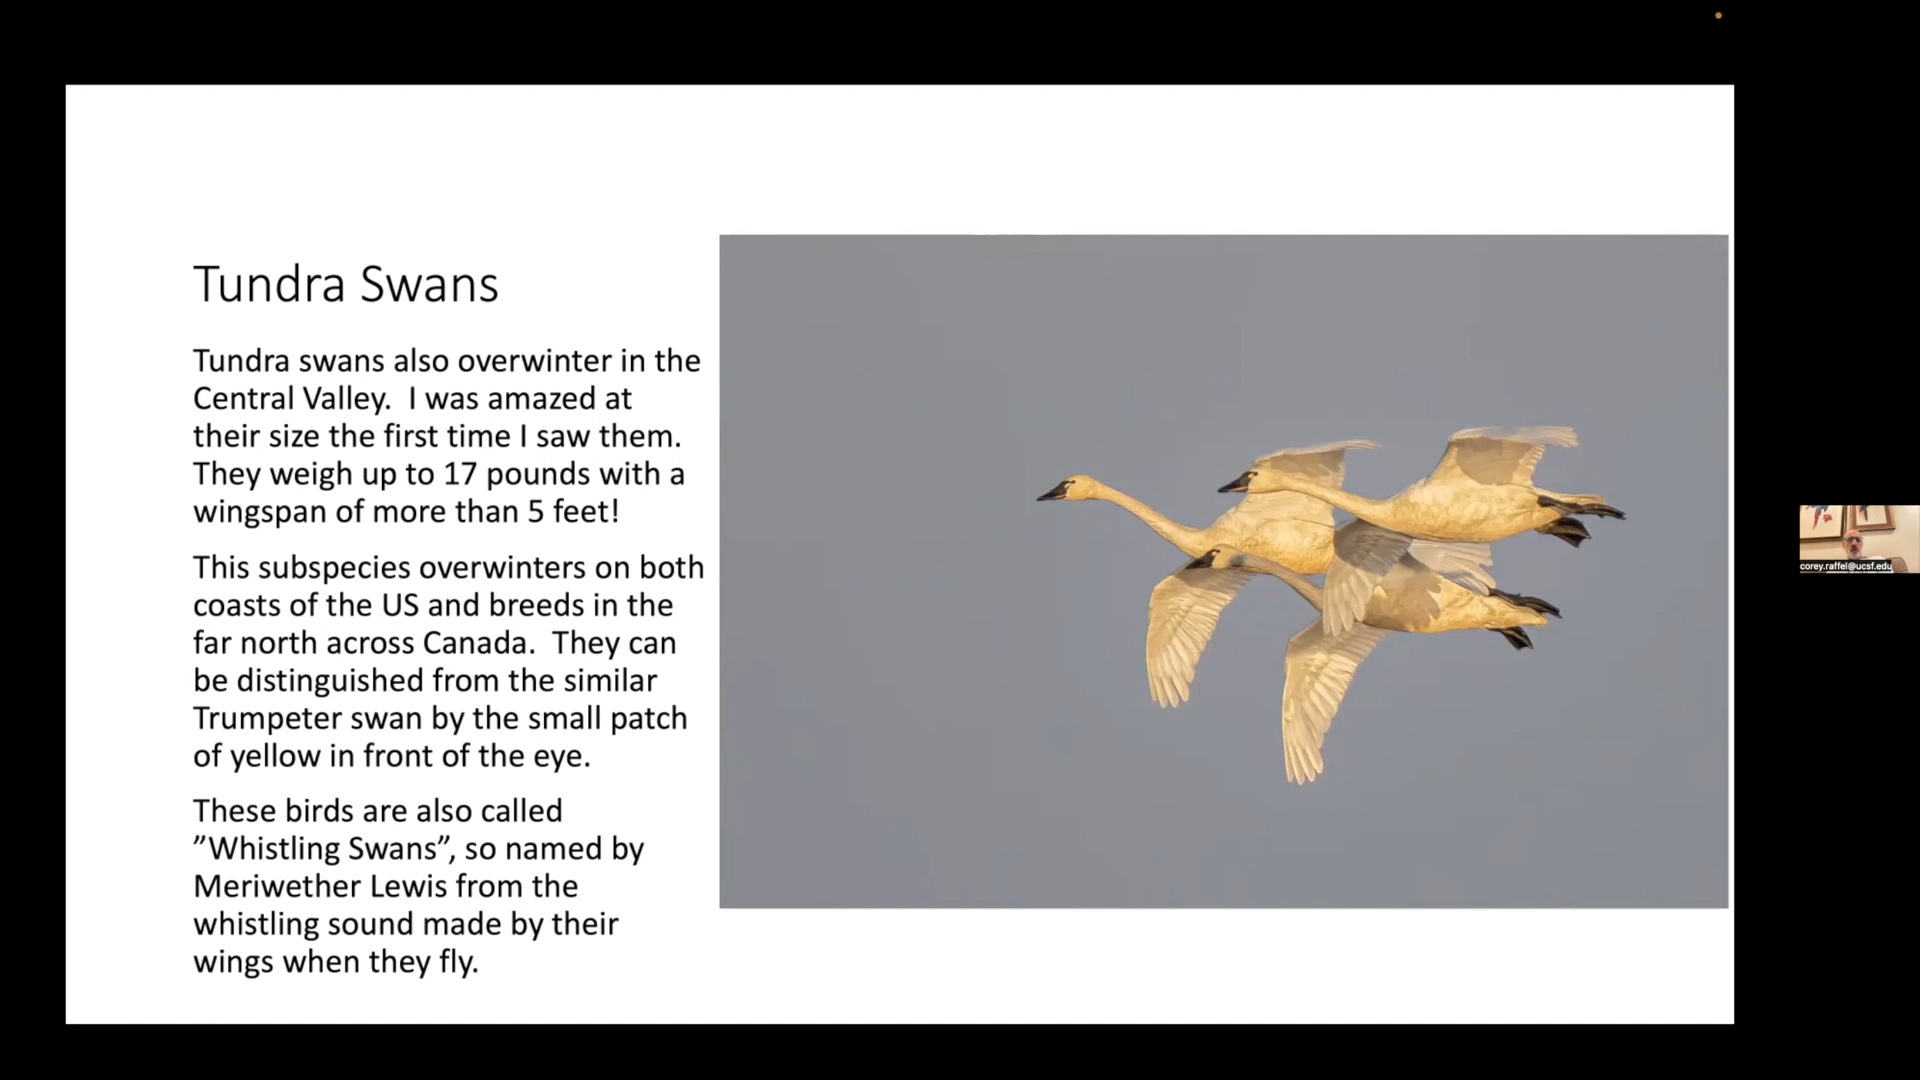 Tundra Swans
Tundra swans also overwinter in the
Central Valley.  I was amazed at
their size the first time I saw them.
They weigh up to 17 pounds with a
wingspan of more than 5 feet!
This subspecies overwinters on both
coasts of the US and breeds in the
far north across Canada.  They can
be distinguished from the similar
Trumpeter swan by the small patch
of yellow in front of the eye.
These birds are also called
”Whistling Swans”, so named by
Meriwether Lewis from the
whistling sound made by their
wings when they fly.
corey.raffel@ucsf.edu